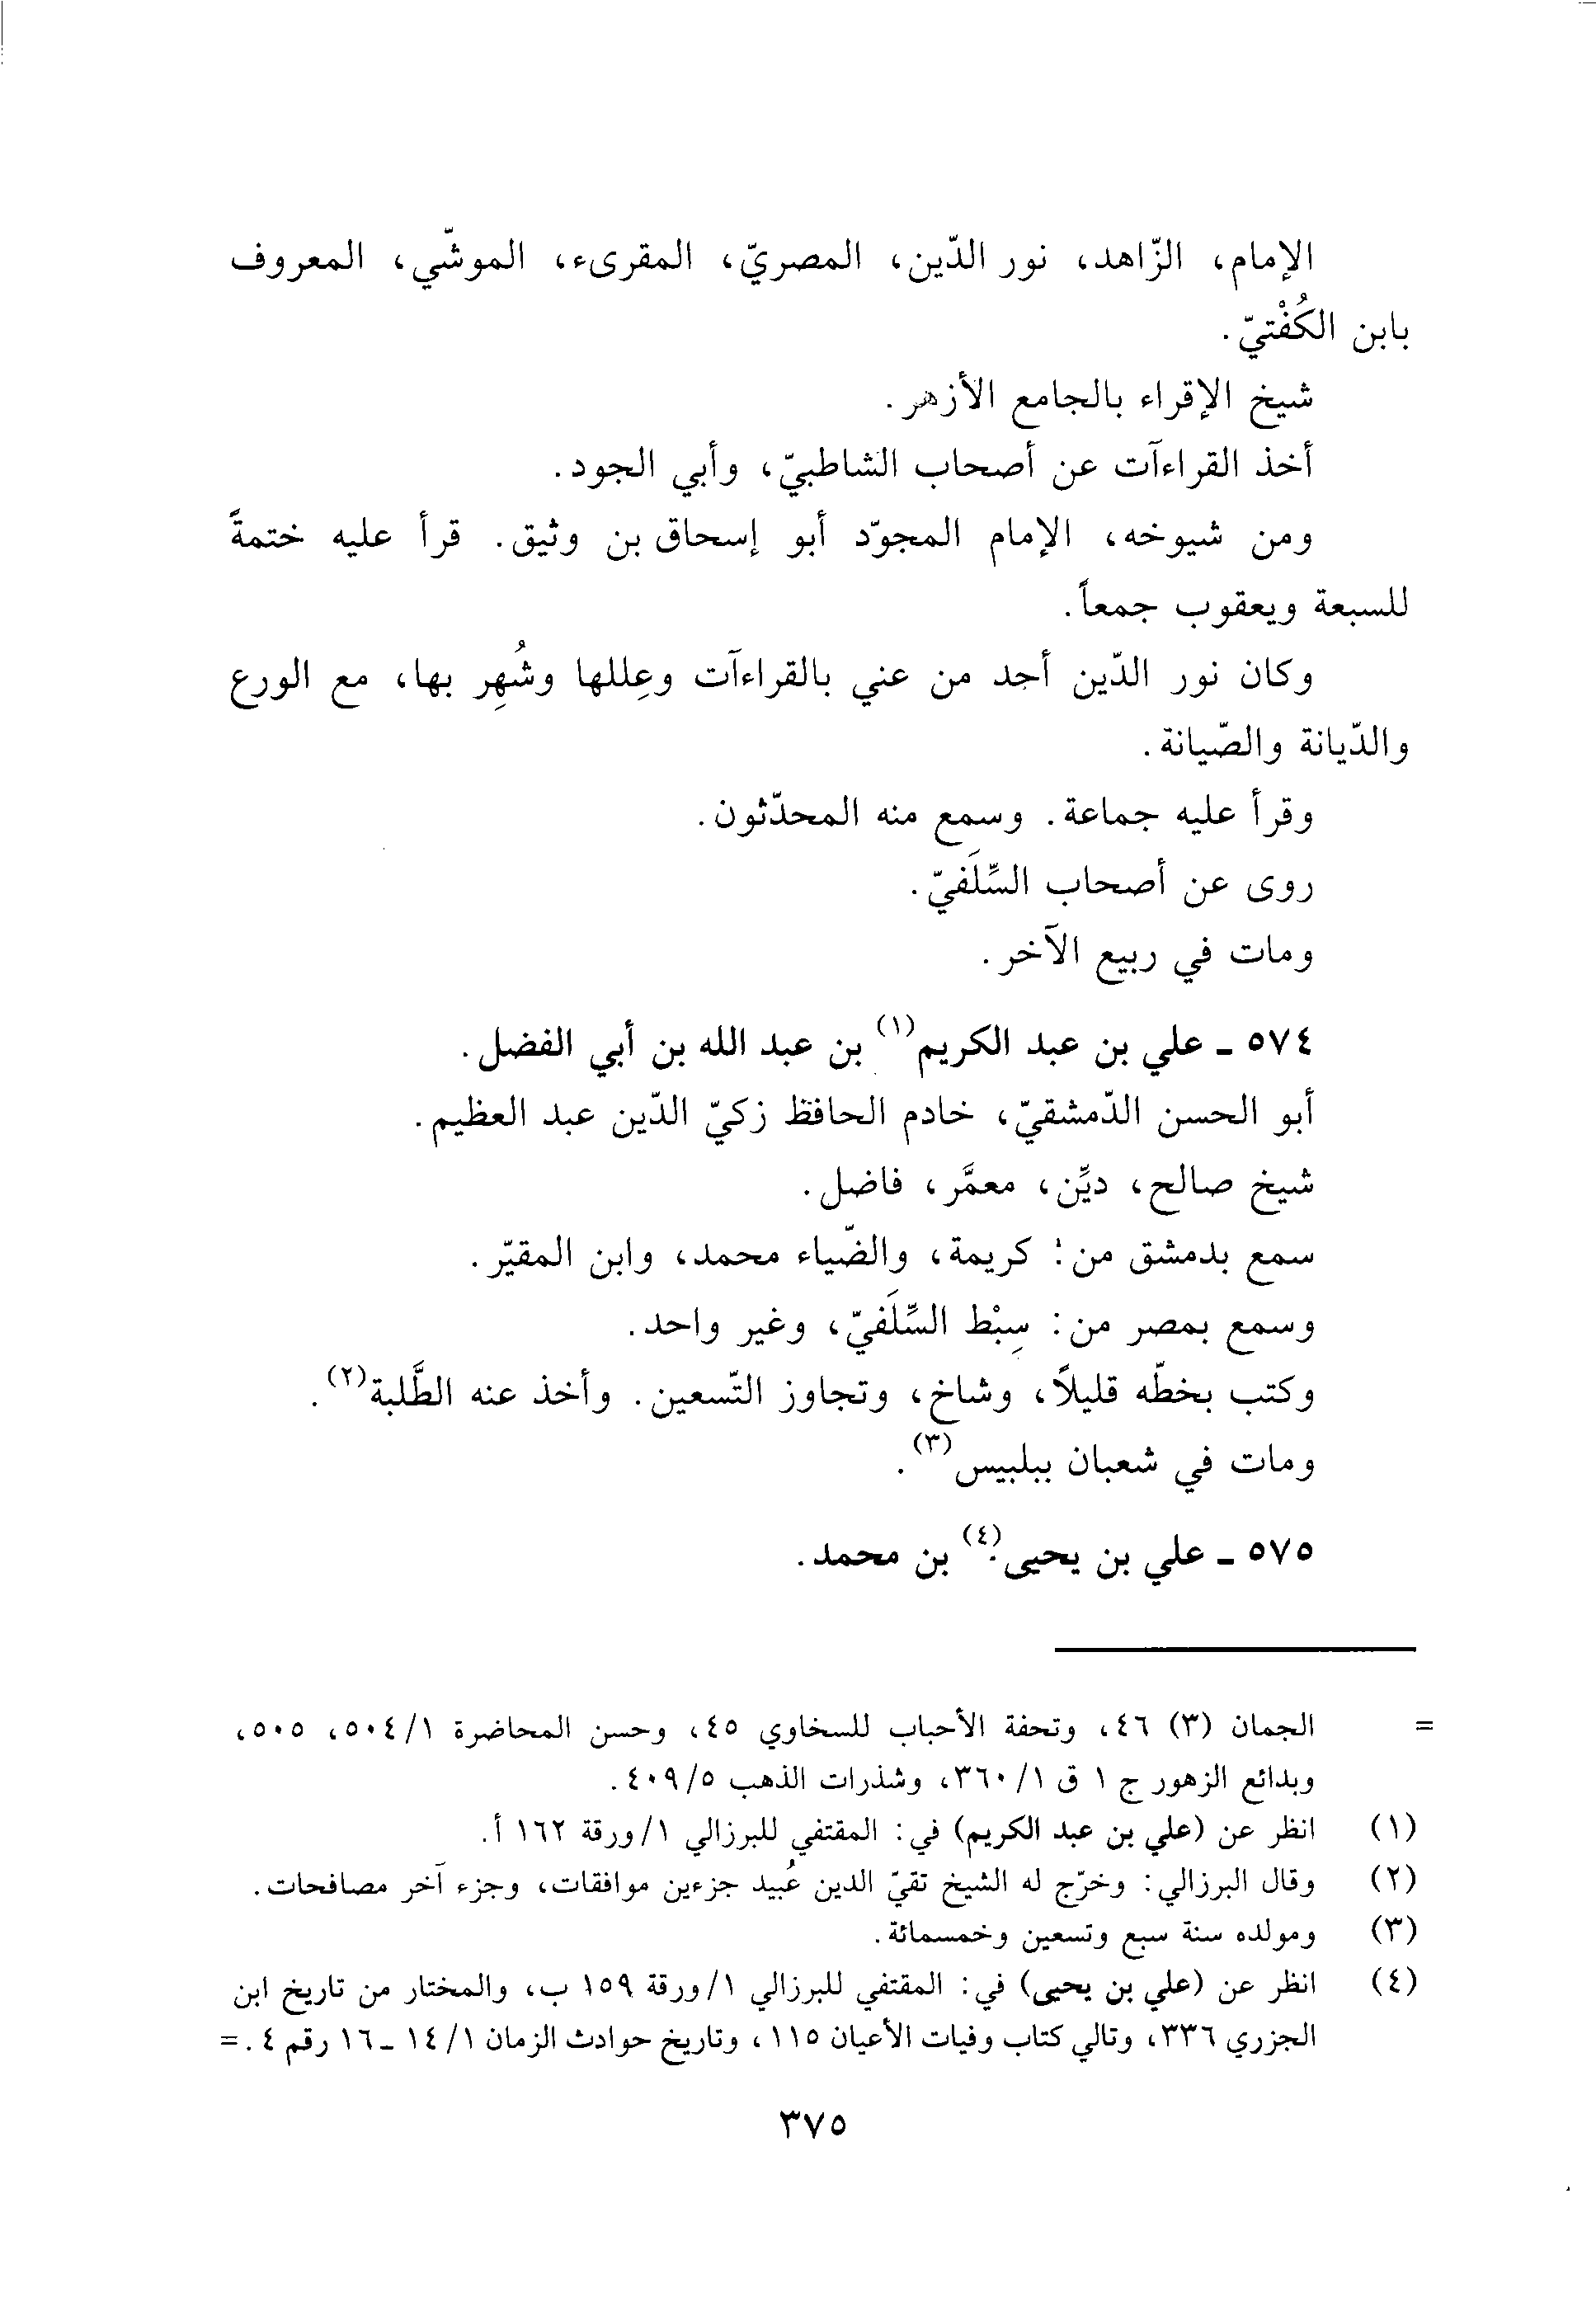 الإمام، الزّاهد، نور الدّين، المصريّ، المقرىء، الموشّي، المعروف
بابن الكُفْتيّ.
شيخ الإقراء بالجامع الأزهر.
أخذ القراءآت عن أصحاب الشاطبيّ، وأبي الجود.
ومن شيوخه، الإمام المجوّد أبو إسحاق بن وثيق. قرأ عليه ختمةً
للسبعة ويعقوب جمعاً.
وكان نور الدّين أجد من عني بالقراءآت وعِللها وشُهِر بها، مع الورع
والدّيانة والصّيانة.
وقرأ عليه جماعة. وسمع منه المحدّثون.
روى عن أصحاب السِّلَفيّ.
ومات في ربيع الآخر.
٥٧٤ ـ علي بن عبد الكريم(١) بن عبد الله بن أبي الفضل.
أبو الحسن الدّمشقيّ، خادم الحافظ زكيّ الدّين عبد العظيم.
شيخ صالح، ديِّن، معمَّر، فاضل.
سمع بدمشق من: كريمة، والضّياء محمد، وابن المقيّر.
وسمع بمصر من: سِبْط السِّلَفيّ، وغير واحد.
وكتب بخطّه قليلاً، وشاخ، وتجاوز التّسعين. وأخذ عنه الطَّلبة(٢).
ومات في شعبان ببلبيس(٣).
٥٧٥ ـ علي بن يحيى(٤) بن محمد.
= الجمان (٣) ٤٦، وتحفة الأحباب للسخاوي ٤٥، وحسن المحاضرة ١/٥٠٤، ٥٠٥،
وبدائع الزهور ج ١ ق ١/٣٦٠، وشذرات الذهب ٥/٤٠٩.
(١) انظر عن (علي بن عبد الكريم) في: المقتفي للبرزالي ١/ورقة ١٦٢ أ.
(٢) وقال البرزالي: وخرّج له الشيخ تقيّ الدين عُبيد جزءين موافقات، وجزء آخر مصافحات.
(٣) ومولده سنة سبع وتسعين وخمسمائة.
(٤) انظر عن (علي بن يحيى) في: المقتفي للبرزالي ١/ورقة ١٥٩ ب، والمختار من تاريخ ابن
الجزري ٣٣٦، وتالي كتاب وفيات الأعيان ١١٥، وتاريخ حوادث الزمان ١/١٤ ـ ١٦ رقم ٤. =
٣٧٥